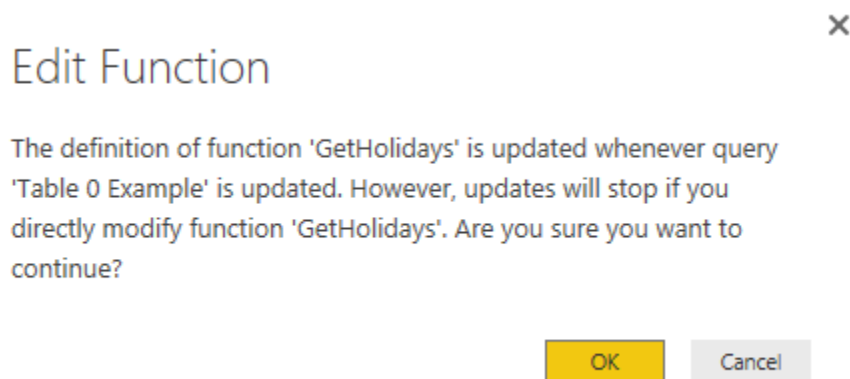 Edit Function
The definition of function 'GetHolidays' is updated whenever query
'Table 0 Example' is updated. However, updates will stop if you
directly modify function 'GetHolidays'. Are you sure you want to
continue?
OK Cancel